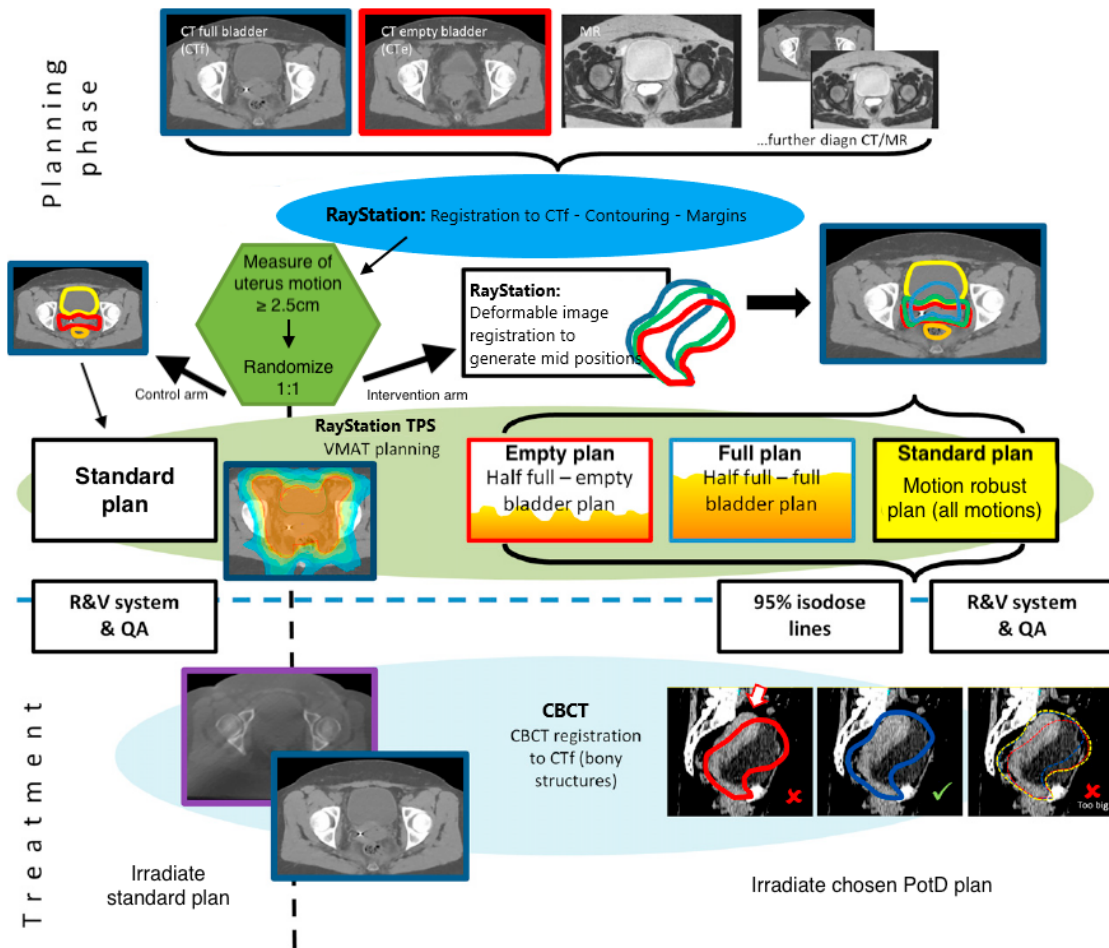 Planning
phase
CT full bladder
(CTf)
CT empty bladder
(CTe)
MR
...further diagn CT/MR
RayStation: Registration to CTf - Contouring - Margins
Measure of
uterus motion
≥ 2.5cm
Randomize
1:1
Control arm
Intervention arm
RayStation:
Deformable image
registration to
generate mid positions
RayStation TPS
VMAT planning
Standard
plan
Empty plan
Half full – empty
bladder plan
Full plan
Half full – full
bladder plan
Standard plan
Motion robust
plan (all motions)
R&V system
& QA
95% isodose
lines
R&V system
& QA
Treatment
CBCT
CBCT registration
to CTf (bony
structures)
Too big
Irradiate
standard plan
Irradiate chosen PotD plan